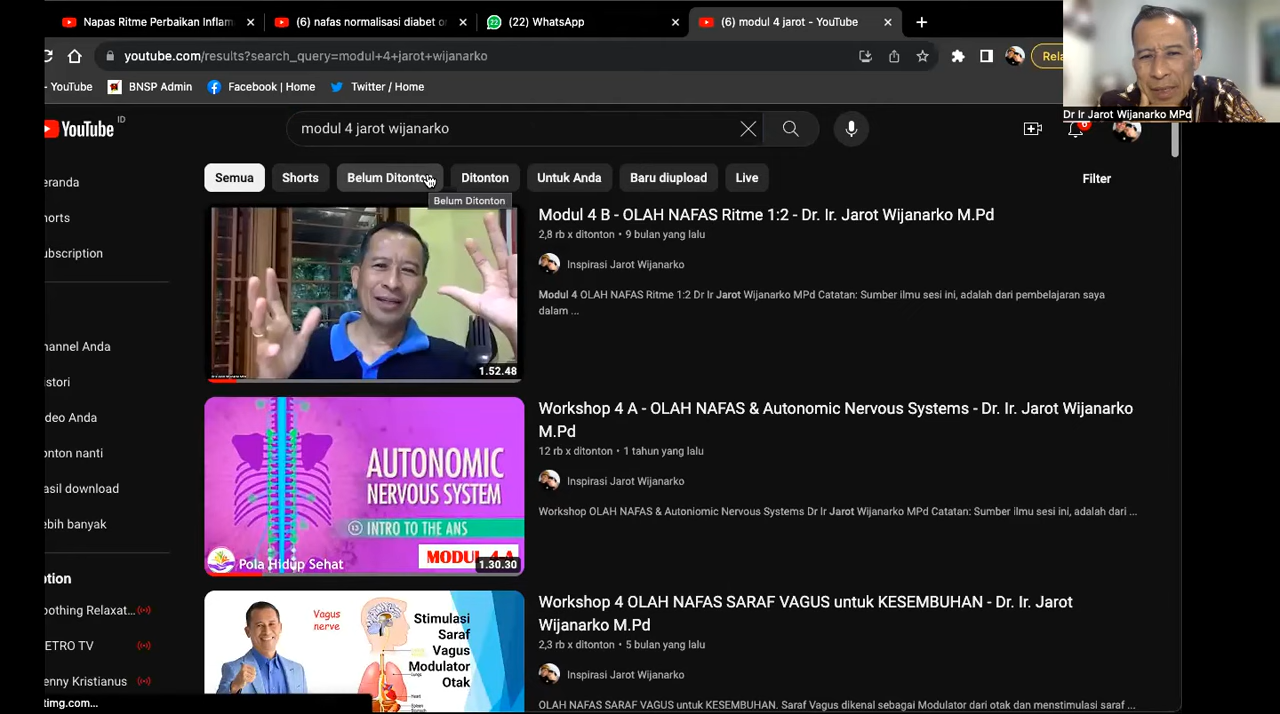 Napas Ritme Perbaikan Inflam
(6) nafas normalisasi diabet o
(22) WhatsApp
(6) modul 4 jarot - YouTube
youtube.com/results?search_query=modul+4+jarot+wijanarko
Rela
YouTube
BNSP Admin
Facebook | Home
Twitter / Home
Dr Ir Jarot Wijanarko MPd
YouTube ID
modul 4 jarot wijanarko
6
Semua
Shorts
Belum Ditonton
Ditonton
Untuk Anda
Baru diupload
Live
Filter
Belum Ditonton
eranda
horts
ubscription
hannel Anda
istori
deo Anda
onton nanti
asil download
ebih banyak
ption
oothing Relaxat...
ETRO TV
enny Kristianus
timg.com...
1.52.48
Modul 4 B - OLAH NAFAS Ritme 1:2 - Dr. Ir. Jarot Wijanarko M.Pd
2,8 rb x ditonton • 9 bulan yang lalu
Inspirasi Jarot Wijanarko
Modul 4 OLAH NAFAS Ritme 1:2 Dr Ir Jarot Wijanarko MPd Catatan: Sumber ilmu sesi ini, adalah dari pembelajaran saya
dalam ...
AUTONOMIC
NERVOUS SYSTEM
INTRO TO THE ANS
Pola Hidup Sehat
MODUL 4 A
1.30.30
Workshop 4 A - OLAH NAFAS & Autonomic Nervous Systems - Dr. Ir. Jarot Wijanarko
M.Pd
12 rb x ditonton • 1 tahun yang lalu
Inspirasi Jarot Wijanarko
Workshop OLAH NAFAS & Autoniomic Nervous Systems Dr Ir Jarot Wijanarko MPd Catatan: Sumber ilmu sesi ini, adalah dari ...
Vagus
nerve
Stimulasi
Saraf
Vagus
Modulator
Otak
Workshop 4 OLAH NAFAS SARAF VAGUS untuk KESEMBUHAN - Dr. Ir. Jarot
Wijanarko M.Pd
2,3 rb x ditonton • 5 bulan yang lalu
Inspirasi Jarot Wijanarko
OLAH NAFAS SARAF VAGUS untuk KESEMBUHAN. Saraf Vagus dikenal sebagai Modulator dari otak dan menstimulasi saraf ...